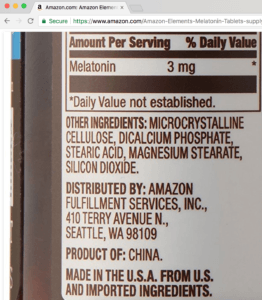 Amazon.com: Amazon Elemen
Secure https://www.amazon.com/Amazon-Elements-Melatonin-Tablets-suppl
Amount Per Serving % Daily Value
Melatonin 3 mg *
*Daily Value not established.
OTHER INGREDIENTS: MICROCRYSTALLINE
CELLULOSE, DICALCIUM PHOSPHATE,
STEARIC ACID, MAGNESIUM STEARATE,
SILICON DIOXIDE.
DISTRIBUTED BY: AMAZON
FULFILLMENT SERVICES, INC.,
410 TERRY AVENUE N.,
SEATTLE, WA 98109
PRODUCT OF: CHINA.
MADE IN THE U.S.A. FROM U.S.
AND IMPORTED INGREDIENTS.